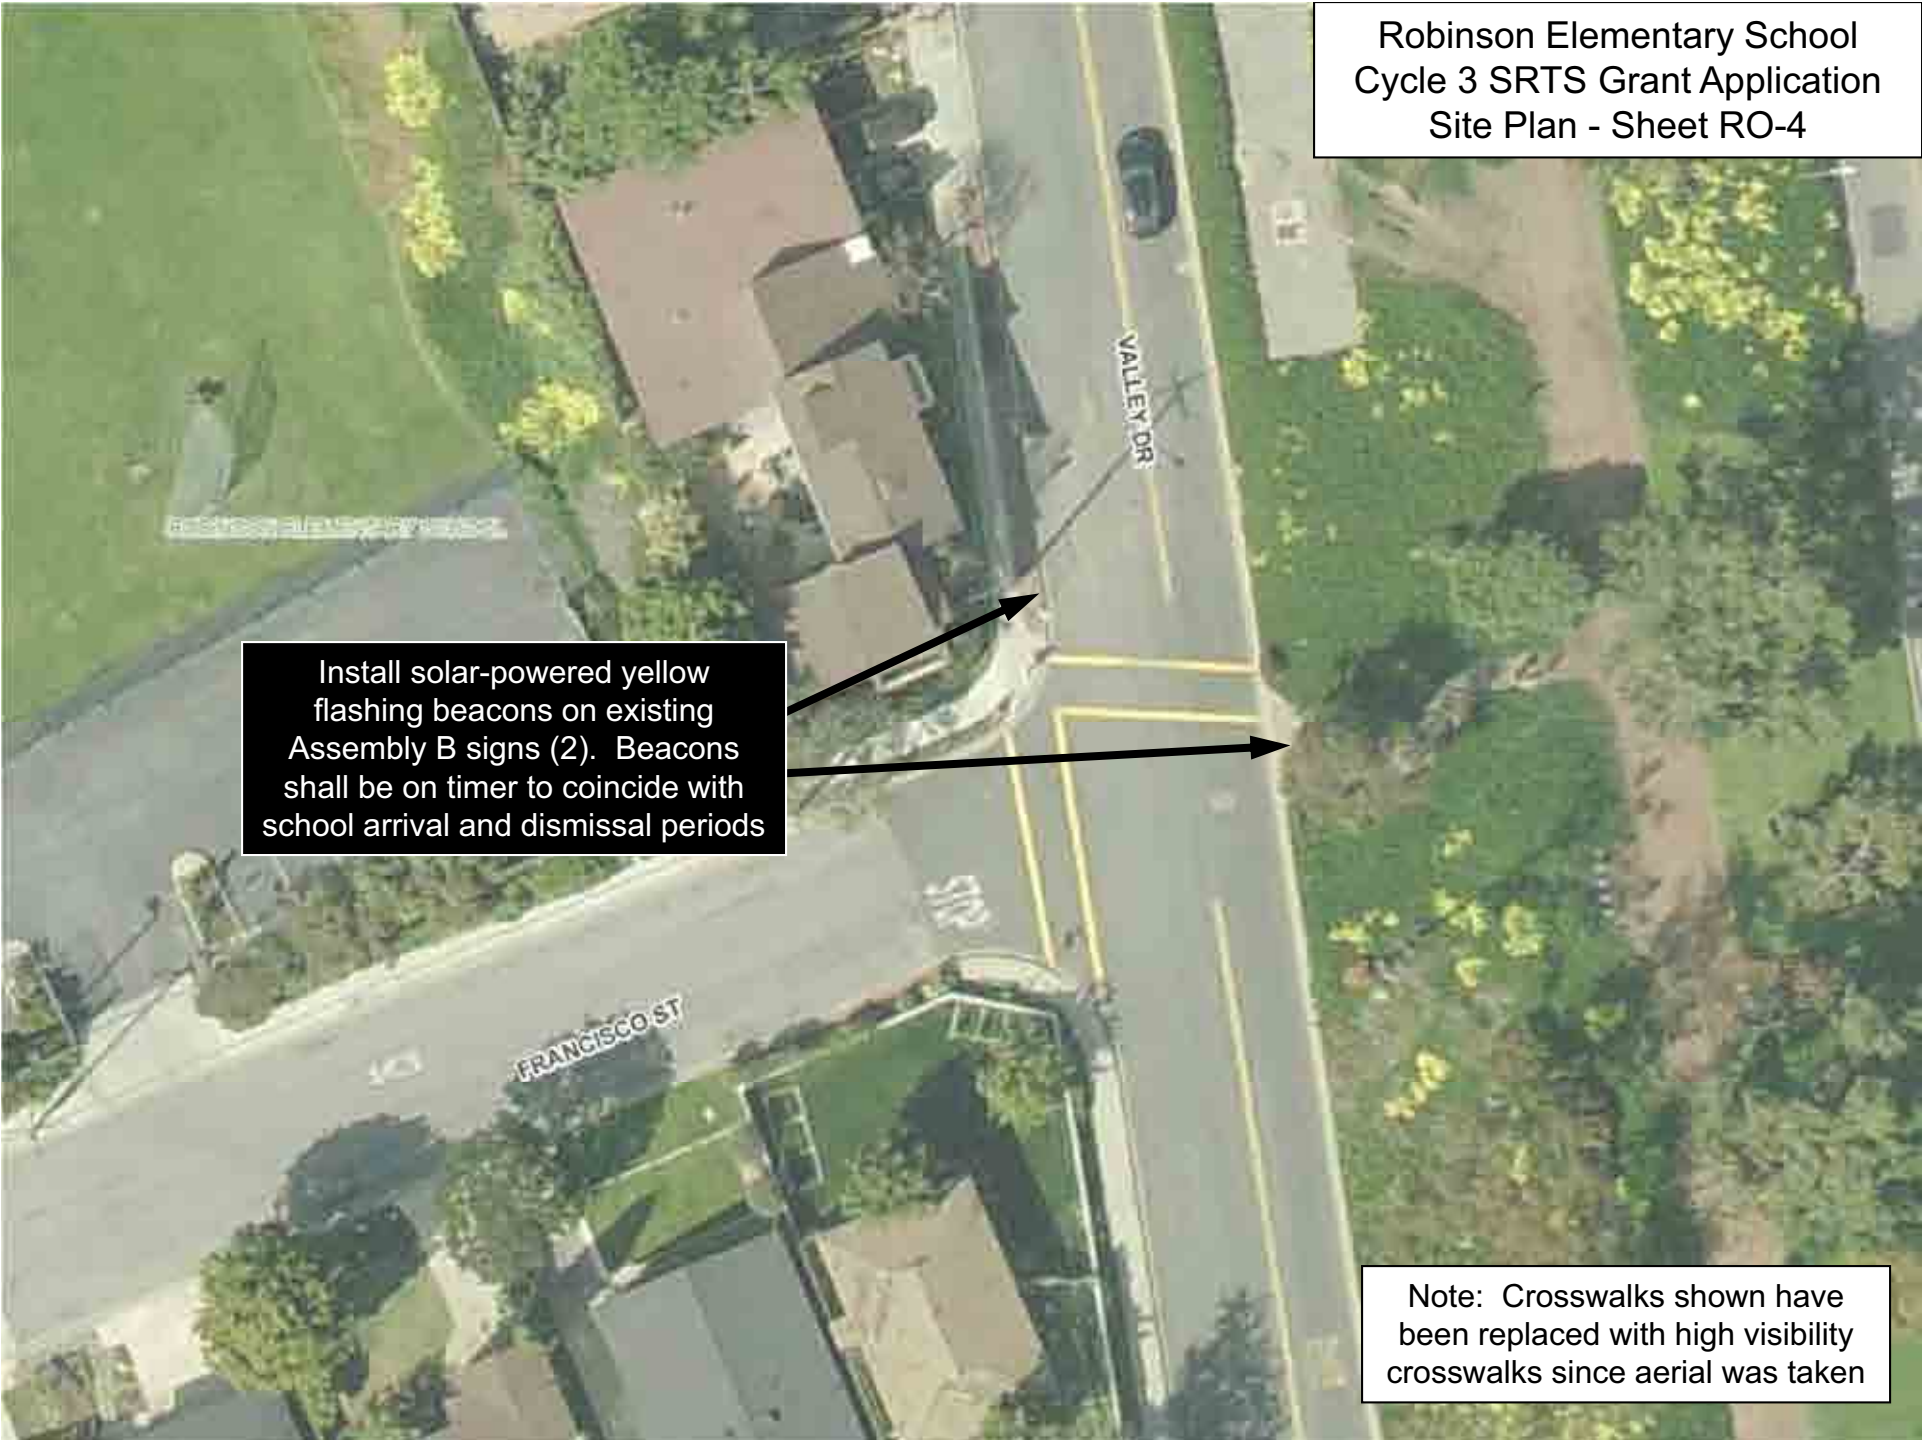 Robinson Elementary School
Cycle 3 SRTS Grant Application
Site Plan - Sheet RO-4
VALLEY DR
Install solar-powered yellow
flashing beacons on existing
Assembly B signs (2).  Beacons
shall be on timer to coincide with
school arrival and dismissal periods
FRANCISCO ST
Note:  Crosswalks shown have
been replaced with high visibility
crosswalks since aerial was taken